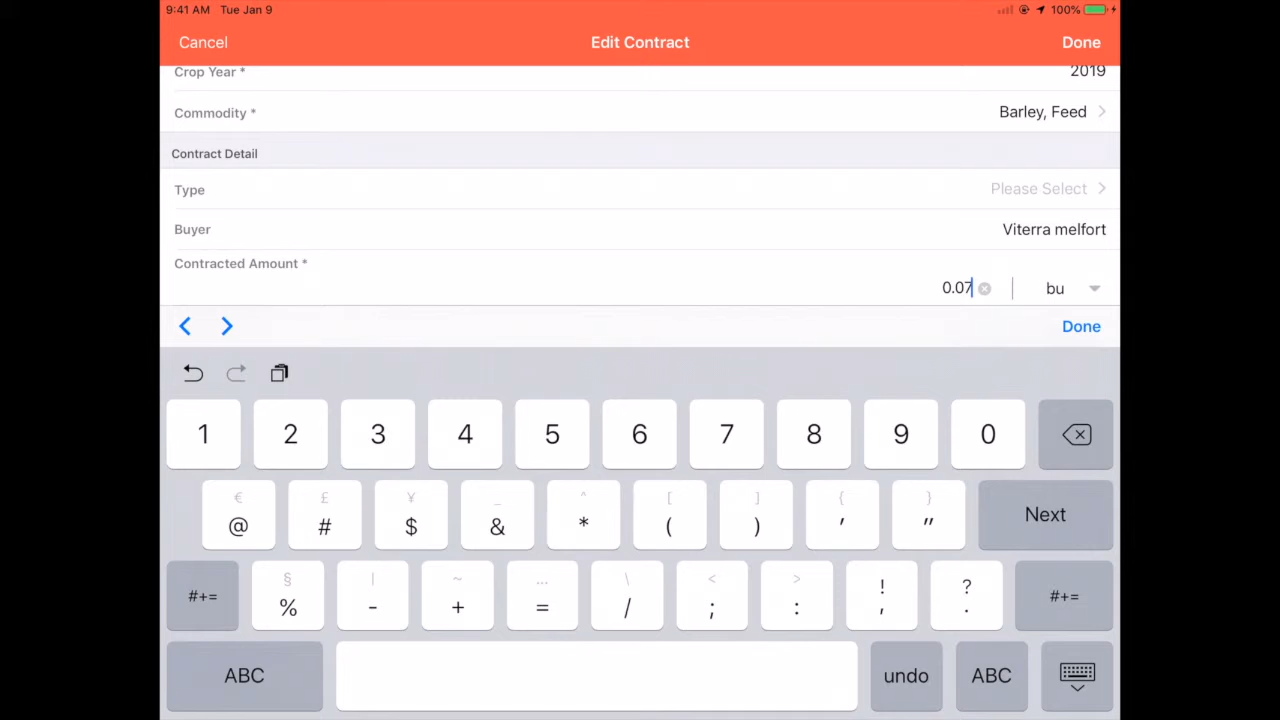 9:41 AM Tue Jan 9 100%
Cancel Edit Contract Done
Crop Year * 2019
Commodity * Barley, Feed
Contract Detail
Type Please Select
Buyer Viterra melfort
Contracted Amount *
0.07 bu
Done
1 2 3 4 5 6 7 8 9 0
€ £ ¥ _ ^ [ ] { }
@ # $ & * ( ) ' " Next
§ | ~ ... \ < > ! ?
#+= % - + = / ; : , . #+=
ABC undo ABC